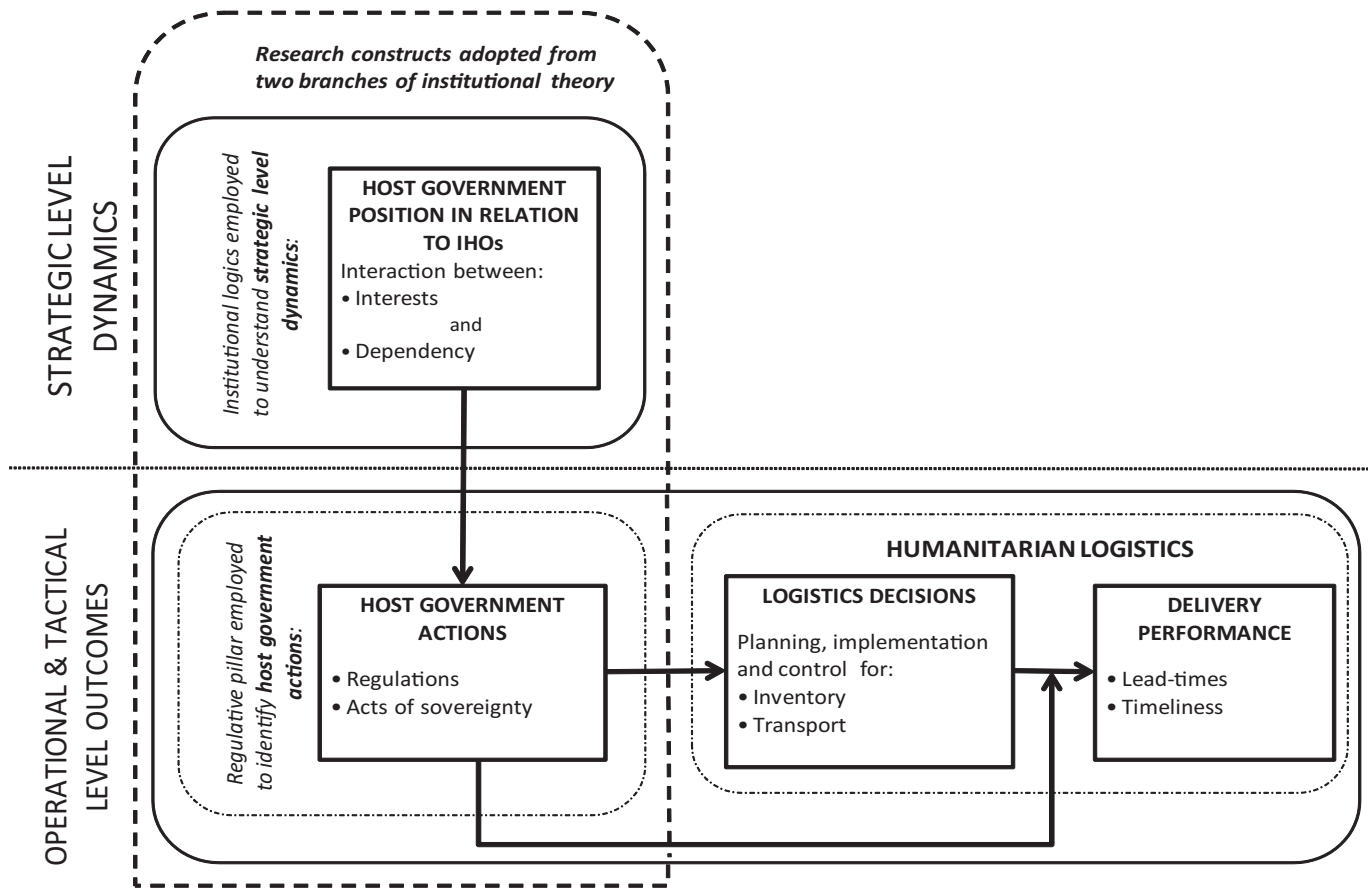 Research constructs adopted from
two branches of institutional theory
STRATEGIC LEVEL
DYNAMICS
Institutional logics employed
to understand strategic level
dynamics:
HOST GOVERNMENT
POSITION IN RELATION
TO IHOs
Interaction between:
• Interests
and
• Dependency
OPERATIONAL & TACTICAL
LEVEL OUTCOMES
Regulative pillar employed
to identify host government
actions:
HOST GOVERNMENT
ACTIONS
• Regulations
• Acts of sovereignty
HUMANITARIAN LOGISTICS
LOGISTICS DECISIONS
Planning, implementation
and control for:
• Inventory
• Transport
DELIVERY
PERFORMANCE
• Lead-times
• Timeliness